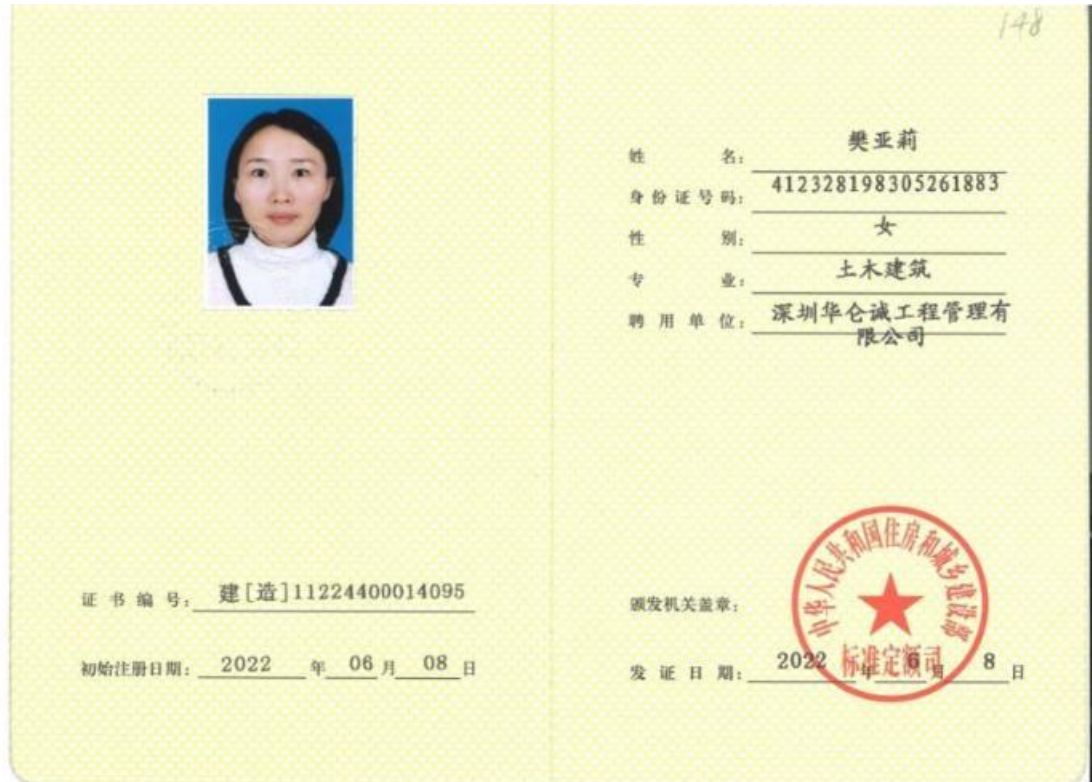 148
姓名：樊亚莉
身份证号码：412328198305261883
性别：女
专业：土木建筑
聘用单位：深圳华仑诚工程管理有
限公司
证书编号：建[造]11224400014095
初始注册日期：2022 年 06 月 08 日
颁发机关盖章：
中华人民共和国住房和城乡建设部
标准定额司
发证日期：2022 年 6 月 8 日